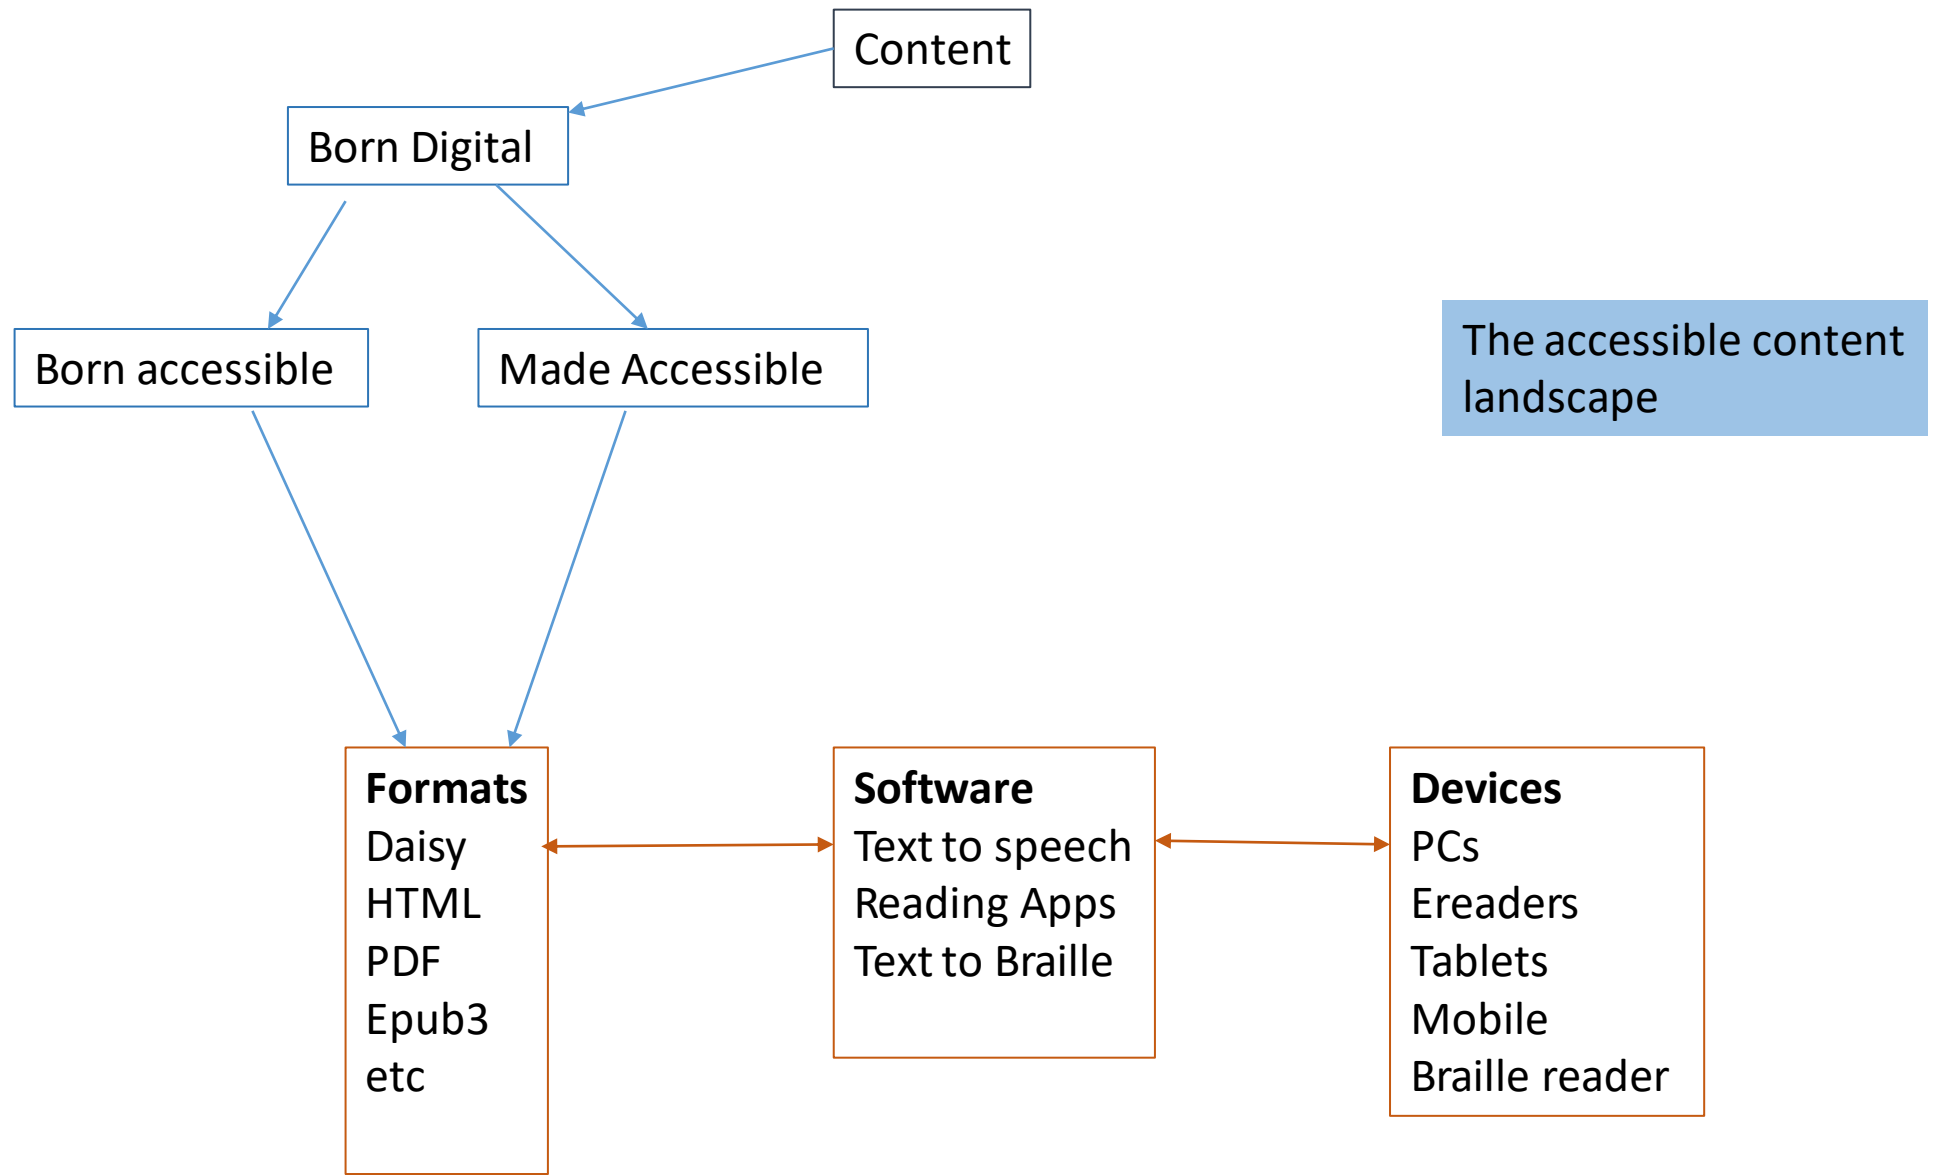 Content
Born Digital
Born accessible
Made Accessible
The accessible content
landscape
Formats
Daisy
HTML
PDF
Epub3
etc
Software
Text to speech
Reading Apps
Text to Braille
Devices
PCs
Ereaders
Tablets
Mobile
Braille reader